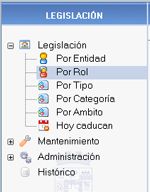 LEGISLACIÓN
Legislación
Por Entidad
Por Rol
Por Tipo
Por Categoría
Por Ambito
Hoy caducan
Mantenimiento
Administración
Histórico